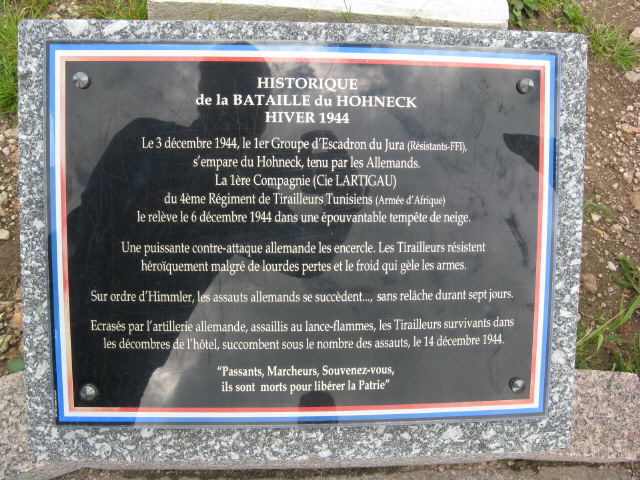 HISTORIQUE
de la BATAILLE du HOHNECK
HIVER 1944
Le 3 décembre 1944, le 1er Groupe d'Escadron du Jura (Résistants-FFI),
s'empare du Hohneck, tenu par les Allemands.
La 1ère Compagnie (Cie LARTIGAU)
du 4ème Régiment de Tirailleurs Tunisiens (Armée d'Afrique)
le relève le 6 décembre 1944 dans une épouvantable tempête de neige.
Une puissante contre-attaque allemande les encercle. Les Tirailleurs résistent
héroïquement malgré de lourdes pertes et le froid qui gèle les armes.
Sur ordre d'Himmler, les assauts allemands se succèdent..., sans relâche durant sept jours.
Ecrasés par l'artillerie allemande, assaillis au lance-flammes, les Tirailleurs survivants dans
les décombres de l'hôtel, succombent sous le nombre des assauts, le 14 décembre 1944.
"Passants, Marcheurs, Souvenez-vous,
ils sont morts pour libérer la Patrie"